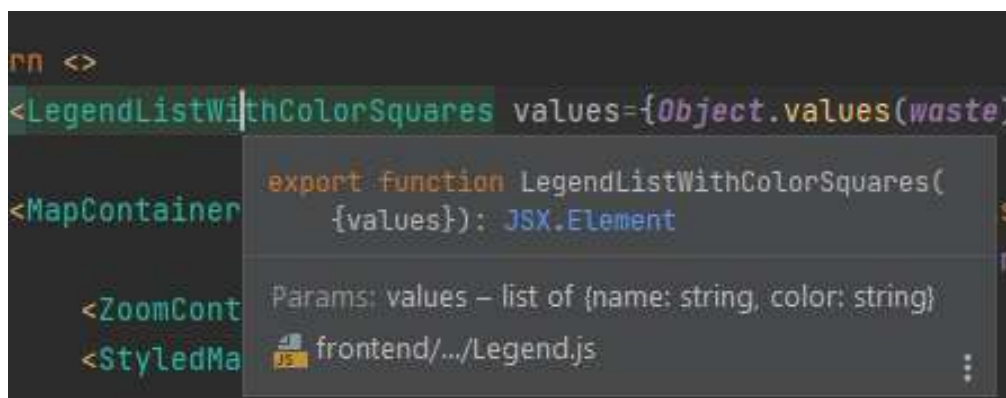 rn <>
<LegendListWithColorSquares values={Object.values(waste)
export function LegendListWithColorSquares(
{values}): JSX.Element
<MapContainer
Params: values – list of {name: string, color: string}
<ZoomCont
JS frontend/.../Legend.js
<StyledMa